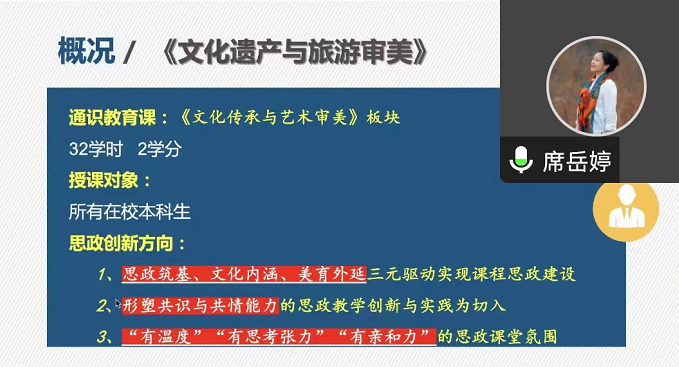 概况 / 《文化遗产与旅游审美》
通识教育课：《文化传承与艺术审美》板块
32学时 2学分
授课对象：
所有在校本科生
思政创新方向：
1、思政筑基、文化内涵、美育外延三元驱动实现课程思政建设
2、形塑共识与共情能力的思政教学创新与实践为切入
3、“有温度”“有思考张力”“有亲和力”的思政课堂氛围
席岳婷